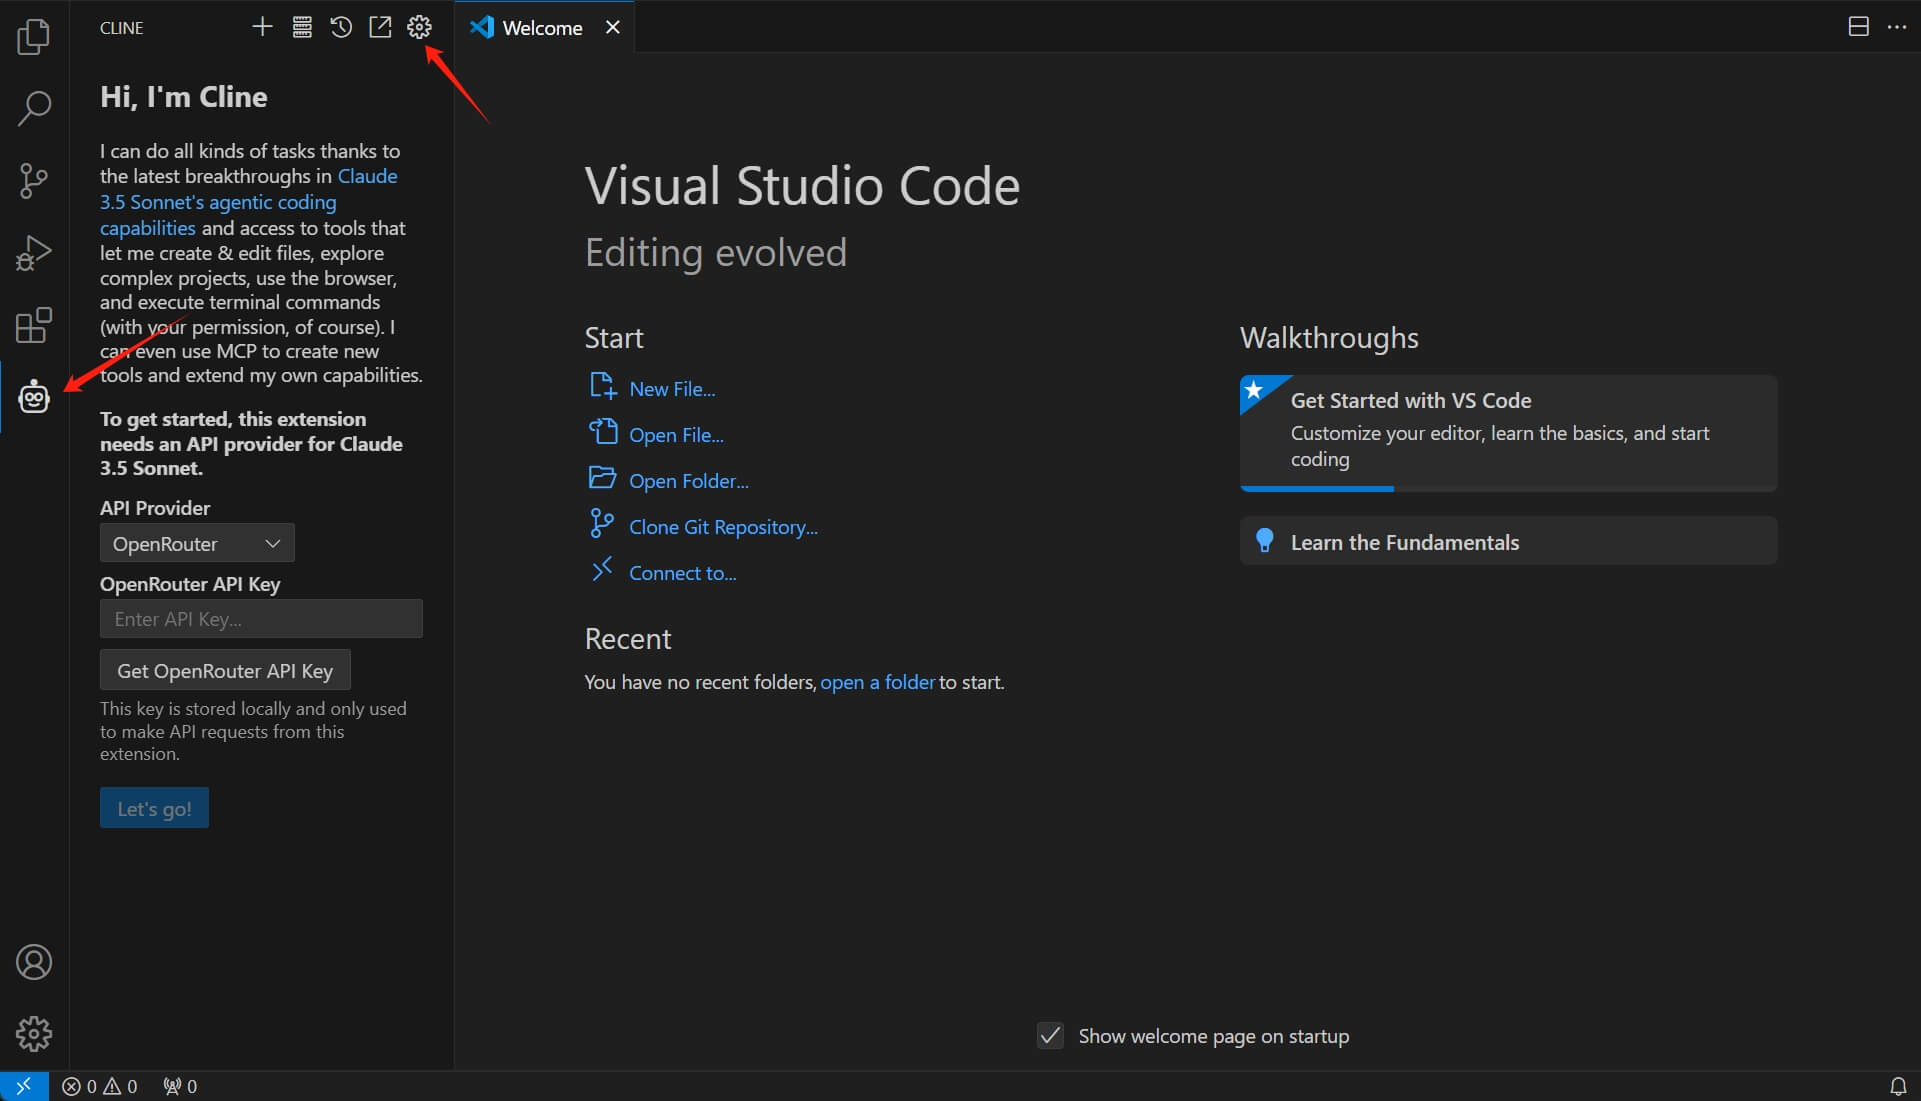 CLINE
Welcome
Hi, I'm Cline
I can do all kinds of tasks thanks to
the latest breakthroughs in Claude
3.5 Sonnet's agentic coding
capabilities and access to tools that
let me create & edit files, explore
complex projects, use the browser,
and execute terminal commands
(with your permission, of course). I
can even use MCP to create new
tools and extend my own capabilities.
To get started, this extension
needs an API provider for Claude
3.5 Sonnet.
API Provider
OpenRouter
OpenRouter API Key
Enter API Key...
Get OpenRouter API Key
This key is stored locally and only used
to make API requests from this
extension.
Let's go!
Visual Studio Code
Editing evolved
Start
New File...
Open File...
Open Folder...
Clone Git Repository...
Connect to...
Recent
You have no recent folders, open a folder to start.
Walkthroughs
Get Started with VS Code
Customize your editor, learn the basics, and start
coding
Learn the Fundamentals
Show welcome page on startup
0 0 0